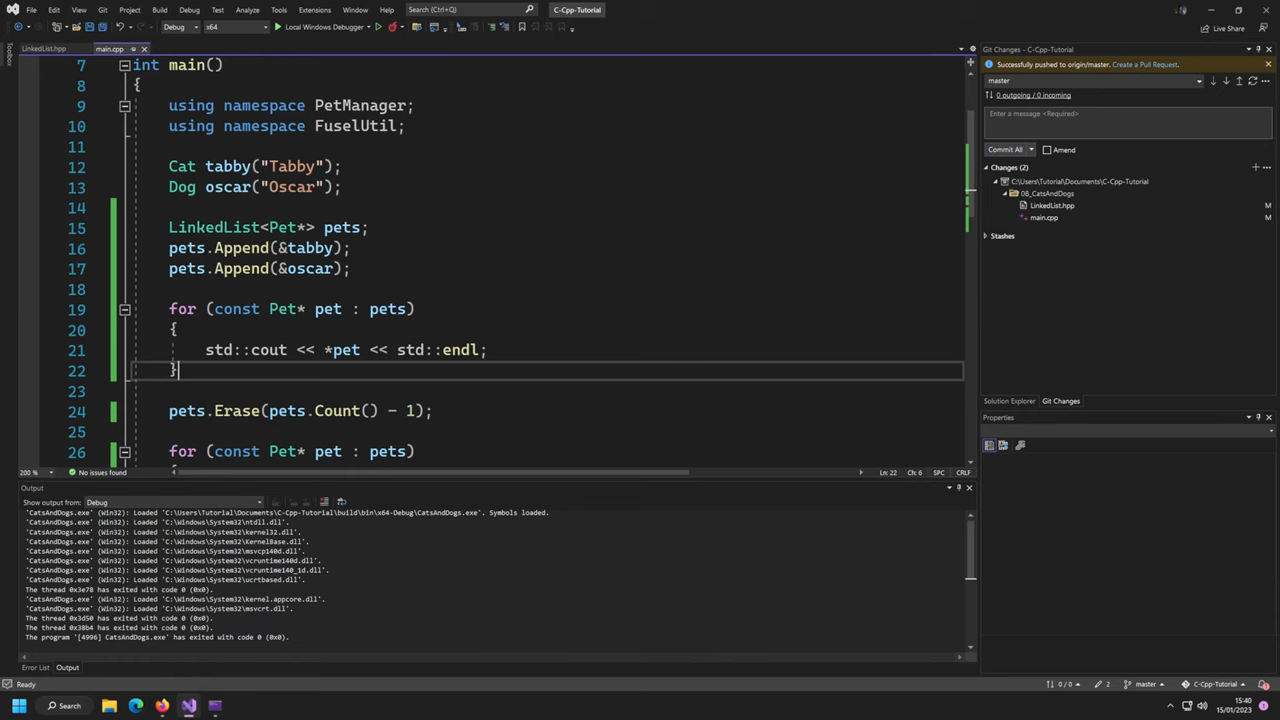 File Edit View Git Project Build Debug Test Analyze Tools Extensions Window Help Search (Ctrl+Q) C-Cpp-Tutorial
Debug x64 Local Windows Debugger Live Share
Toolbox
LinkedList.hpp main.cpp
7 int main()
8 {
9 using namespace PetManager;
10 using namespace FuselUtil;
11
12 Cat tabby("Tabby");
13 Dog oscar("Oscar");
14
15 LinkedList<Pet*> pets;
16 pets.Append(&tabby);
17 pets.Append(&oscar);
18
19 for (const Pet* pet : pets)
20 {
21 std::cout << *pet << std::endl;
22 }
23
24 pets.Erase(pets.Count() - 1);
25
26 for (const Pet* pet : pets)
200 % No issues found Ln: 22 Ch: 6 SPC CRLF
Output
Show output from: Debug
'CatsAndDogs.exe' (Win32): Loaded 'C:\Users\Tutorial\Documents\C-Cpp-Tutorial\build\bin\x64-Debug\CatsAndDogs.exe'. Symbols loaded.
'CatsAndDogs.exe' (Win32): Loaded 'C:\Windows\System32\ntdll.dll'.
'CatsAndDogs.exe' (Win32): Loaded 'C:\Windows\System32\kernel32.dll'.
'CatsAndDogs.exe' (Win32): Loaded 'C:\Windows\System32\KernelBase.dll'.
'CatsAndDogs.exe' (Win32): Loaded 'C:\Windows\System32\msvcp140d.dll'.
'CatsAndDogs.exe' (Win32): Loaded 'C:\Windows\System32\vcruntime140d.dll'.
'CatsAndDogs.exe' (Win32): Loaded 'C:\Windows\System32\vcruntime140_1d.dll'.
'CatsAndDogs.exe' (Win32): Loaded 'C:\Windows\System32\ucrtbased.dll'.
The thread 0x3e78 has exited with code 0 (0x0).
'CatsAndDogs.exe' (Win32): Loaded 'C:\Windows\System32\kernel.appcore.dll'.
'CatsAndDogs.exe' (Win32): Loaded 'C:\Windows\System32\msvcrt.dll'.
The thread 0x3d50 has exited with code 0 (0x0).
The thread 0x38b4 has exited with code 0 (0x0).
The program '[4996] CatsAndDogs.exe' has exited with code 0 (0x0).
Error List Output
Git Changes - C-Cpp-Tutorial
Successfully pushed to origin/master. Create a Pull Request.
master
0 outgoing / 0 incoming
Enter a message <Required>
Commit All Amend
Changes (2)
C:\Users\Tutorial\Documents\C-Cpp-Tutorial
08_CatsAndDogs
LinkedList.hpp M
main.cpp M
Stashes
Solution Explorer Git Changes
Properties
Ready 0 / 0 2 master C-Cpp-Tutorial
Search
15:40
15/01/2023